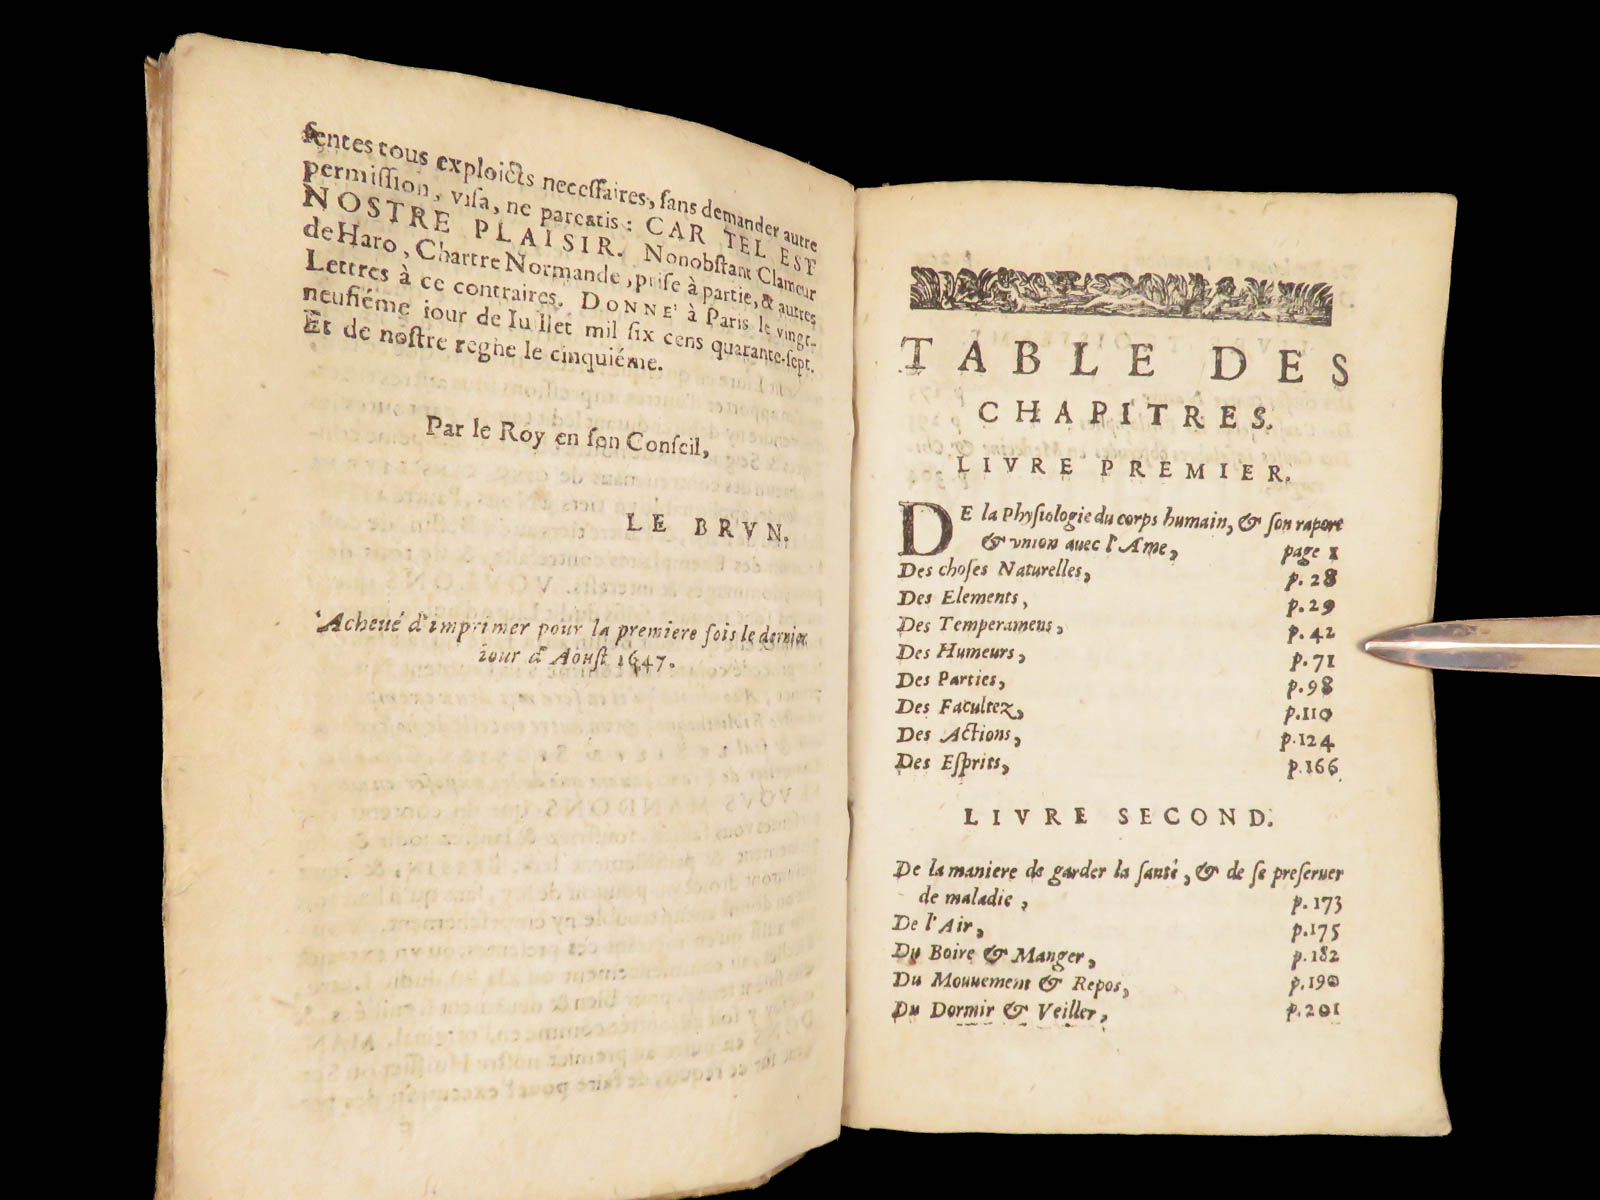 ſentes tous exploicts neceſſaires, ſans demander autre
permiſſion, viſa, ne pareatis : CAR TEL EST
NOSTRE PLAISIR. Nonobſtant Clameur
de Haro, Chartre Normande, priſe à partie, & autres
Lettres à ce contraires. DONNE' à Paris le vingt-
neufiéme iour de Iuillet mil ſix cens quarante-ſept.
Et de noſtre regne le cinquiéme.
Par le Roy en ſon Conſeil,
LE BRVN.
Acheué d'imprimer pour la premiere fois le dernier
iour d'Aouſt 1647.
TABLE DES
CHAPITRES.
LIVRE PREMIER.
DE la Phyſiologie du corps humain, & ſon raport
& vnion auec l'Ame, page 1
Des choſes Naturelles, p. 28
Des Elements, p. 29
Des Temperamens, p. 42
Des Humeurs, p. 71
Des Parties, p. 98
Des Facultez, p. 110
Des Actions, p. 124
Des Eſprits, p. 166
LIVRE SECOND.
De la maniere de garder la ſanté, & de ſe preſeruer
de maladie, p. 173
De l'Air, p. 175
Du Boire & Manger, p. 182
Du Mouuement & Repos, p. 190
Du Dormir & Veiller, p. 201